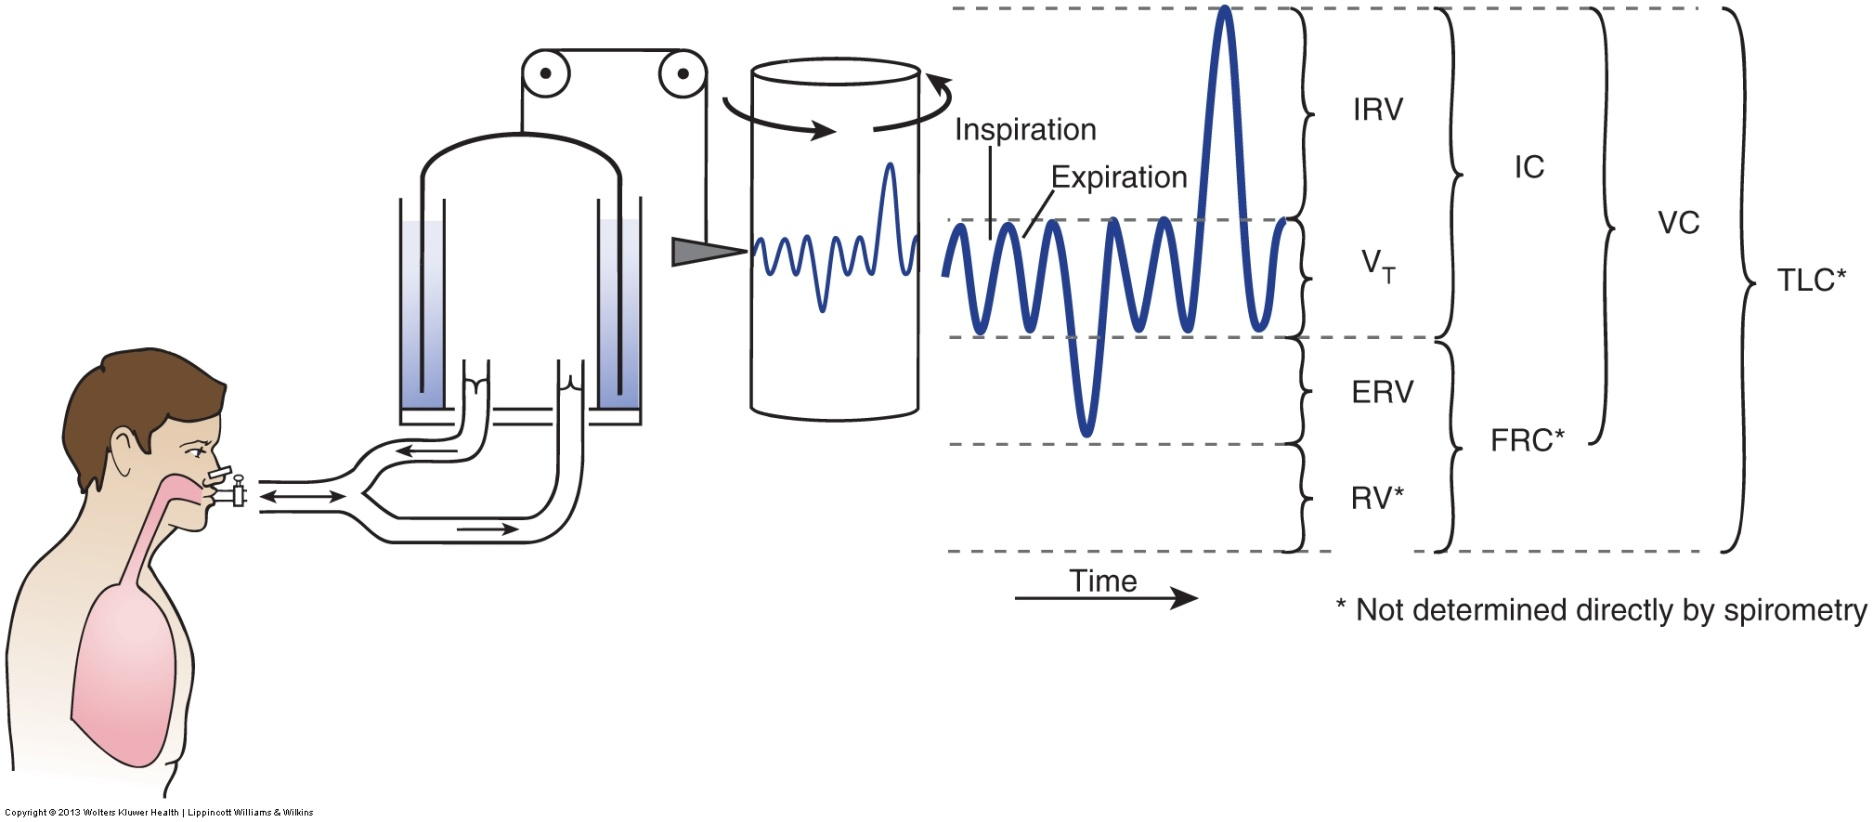 Inspiration
Expiration
IRV
IC
VC
VT
TLC*
ERV
FRC*
RV*
Time
* Not determined directly by spirometry
Copyright © 2013 Wolters Kluwer Health | Lippincott Williams & Wilkins